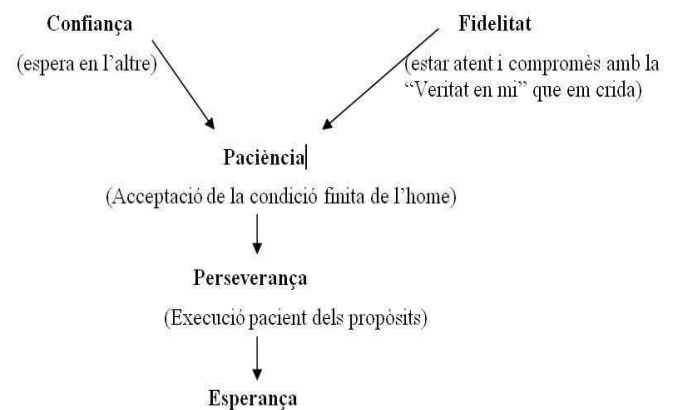 Confiança
Fidelitat
(espera en l’altre)
(estar atent i compromès amb la
“Veritat en mi” que em crida)
Paciència
(Acceptació de la condició finita de l’home)
Perseverança
(Execució pacient dels propòsits)
Esperança